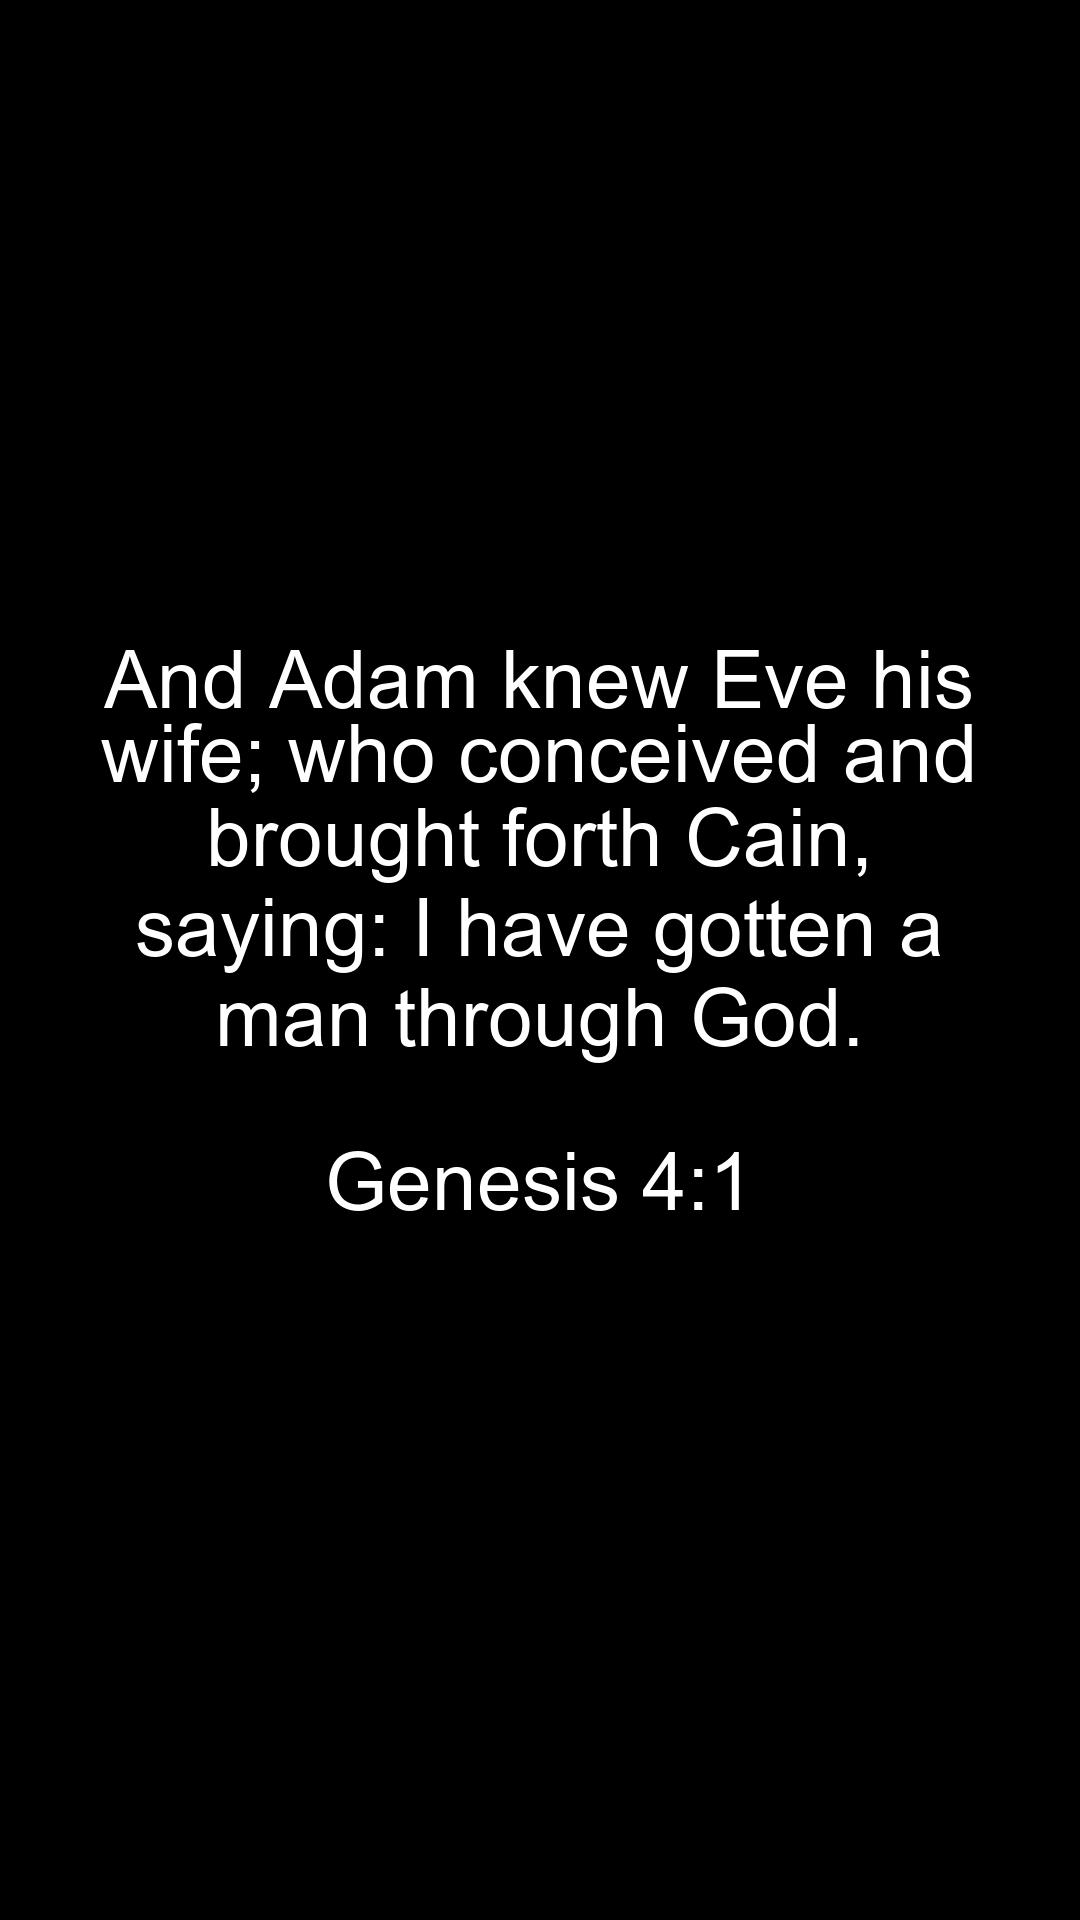 And Adam knew Eve his
wife; who conceived and
brought forth Cain,
saying: I have gotten a
man through God.
Genesis 4:1